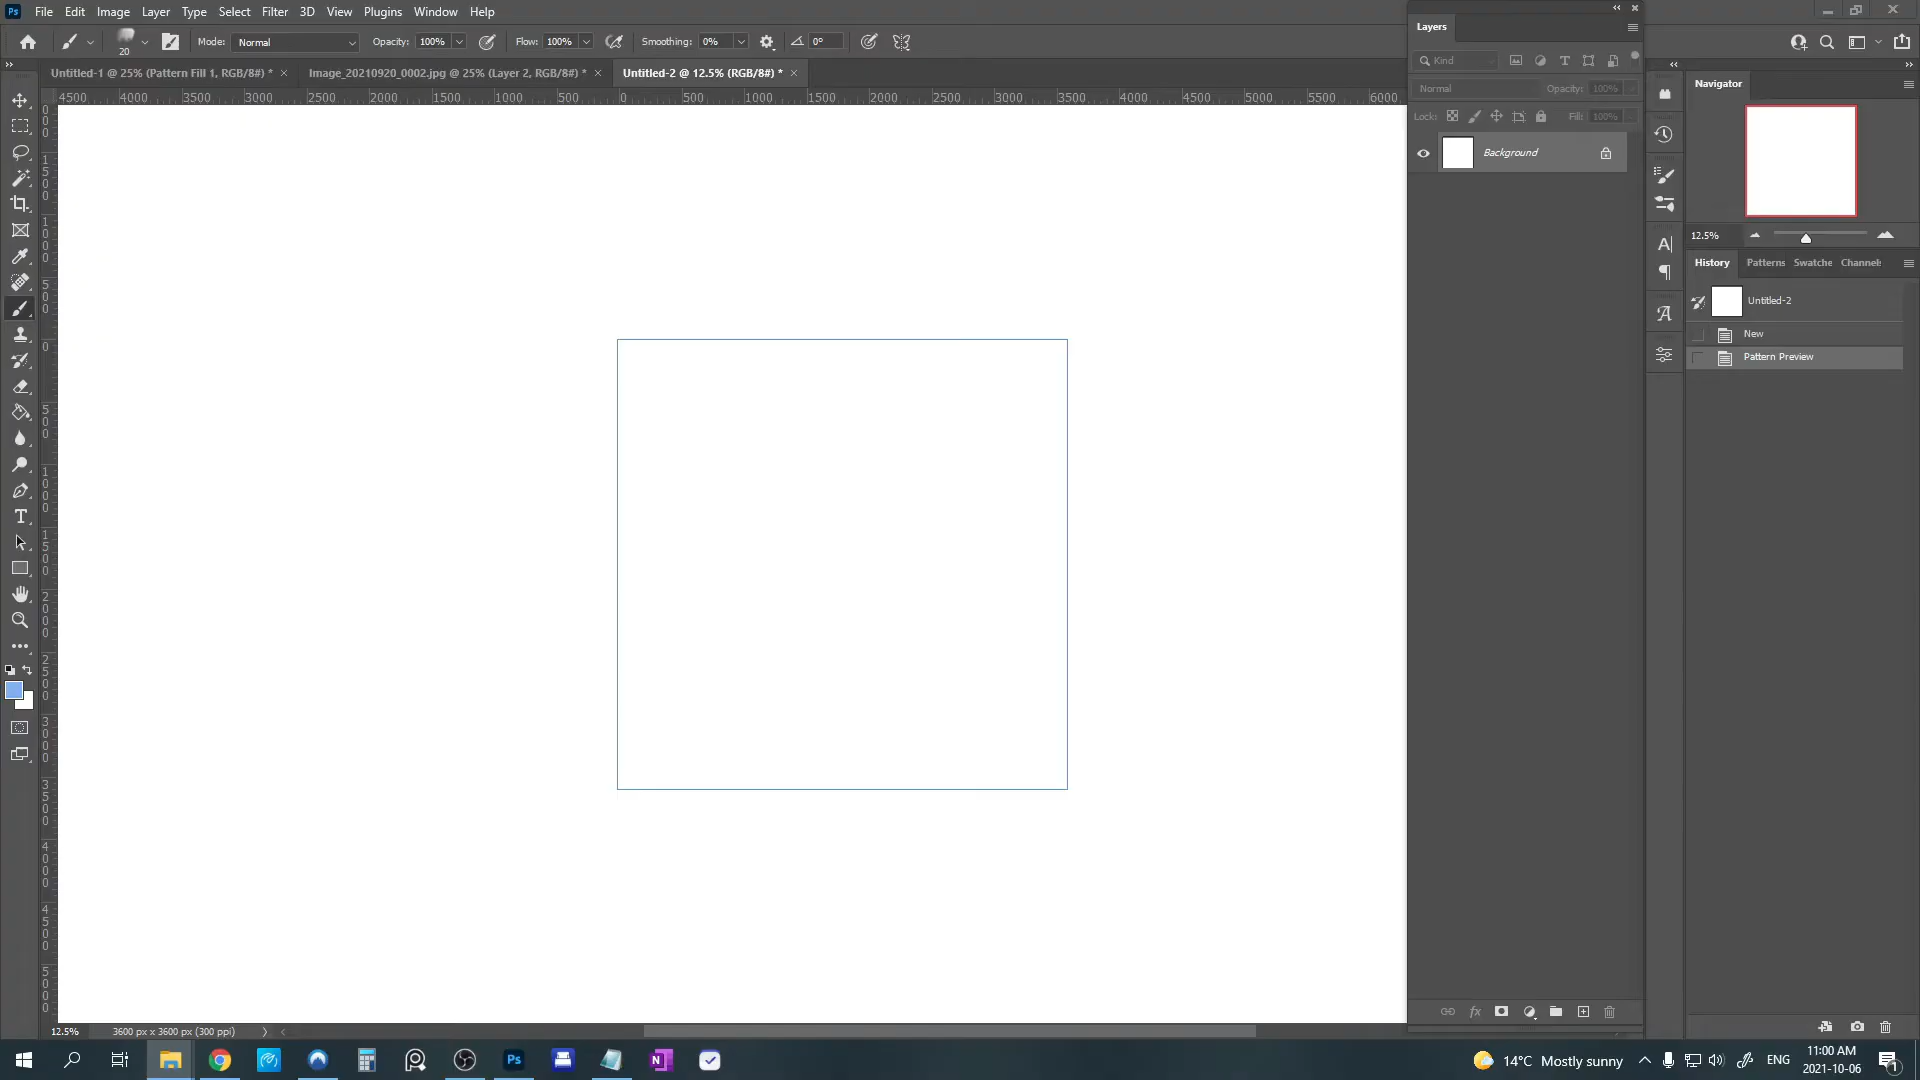 Ps File Edit Image Layer Type Select Filter 3D View Plugins Window Help
20 Mode: Normal Opacity: 100% Flow: 100% Smoothing: 0% 0°
Untitled-1 @ 25% (Pattern Fill 1, RGB/8#) * Image_20210920_0002.jpg @ 25% (Layer 2, RGB/8#) * Untitled-2 @ 12.5% (RGB/8#) *
4500 4000 3500 3000 2500 2000 1500 1000 500 0 500 1000 1500 2000 2500 3000 3500 4000 4500 5000 5500 6000
Layers
Kind
Normal Opacity: 100%
Lock: Fill: 100%
Background
Navigator
12.5%
History Patterns Swatche Channel
Untitled-2
New
Pattern Preview
12.5% 3600 px x 3600 px (300 ppi)
14°C Mostly sunny ENG 11:00 AM
2021-10-06